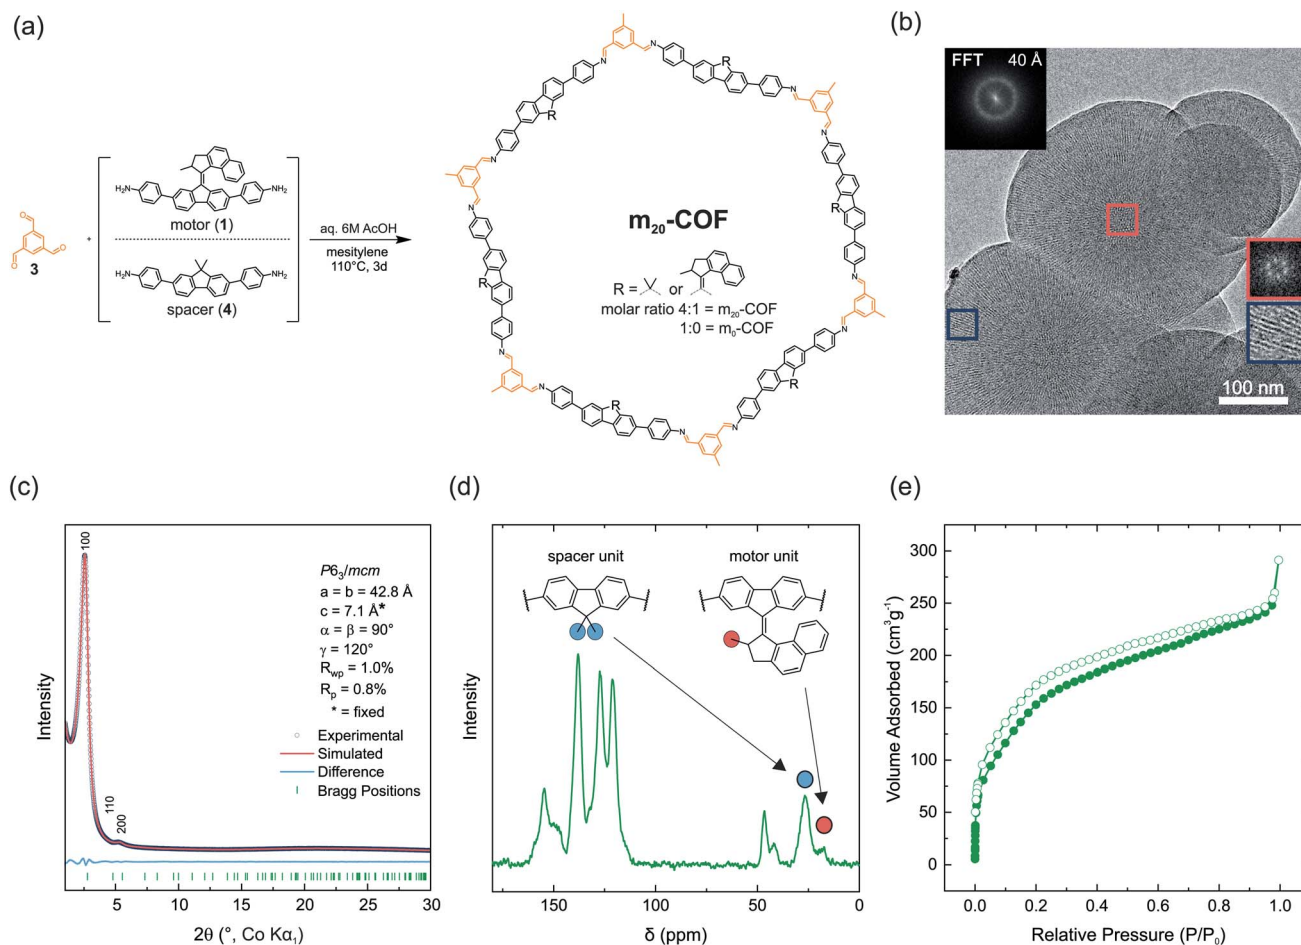 (a)
3
+
H₂N
NH₂
motor (1)
H₂N
NH₂
spacer (4)
aq. 6M AcOH
mesitylene
110°C, 3d
m₂₀-COF
R = or
molar ratio 4:1 = m₂₀-COF
1:0 = m₀-COF
(b)
FFT 40 Å
100 nm
(c)
Intensity
100
110
200
P6₃/mcm
a = b = 42.8 Å
c = 7.1 Å*
α = β = 90°
γ = 120°
Rwp = 1.0%
Rp = 0.8%
* = fixed
Experimental
Simulated
Difference
Bragg Positions
5 10 15 20 25 30
2θ (°, Co Kα₁)
(d)
Intensity
spacer unit
motor unit
150 100 50 0
δ (ppm)
(e)
Volume Adsorbed (cm³g⁻¹)
300
250
200
150
100
50
0
0.0 0.2 0.4 0.6 0.8 1.0
Relative Pressure (P/P₀)